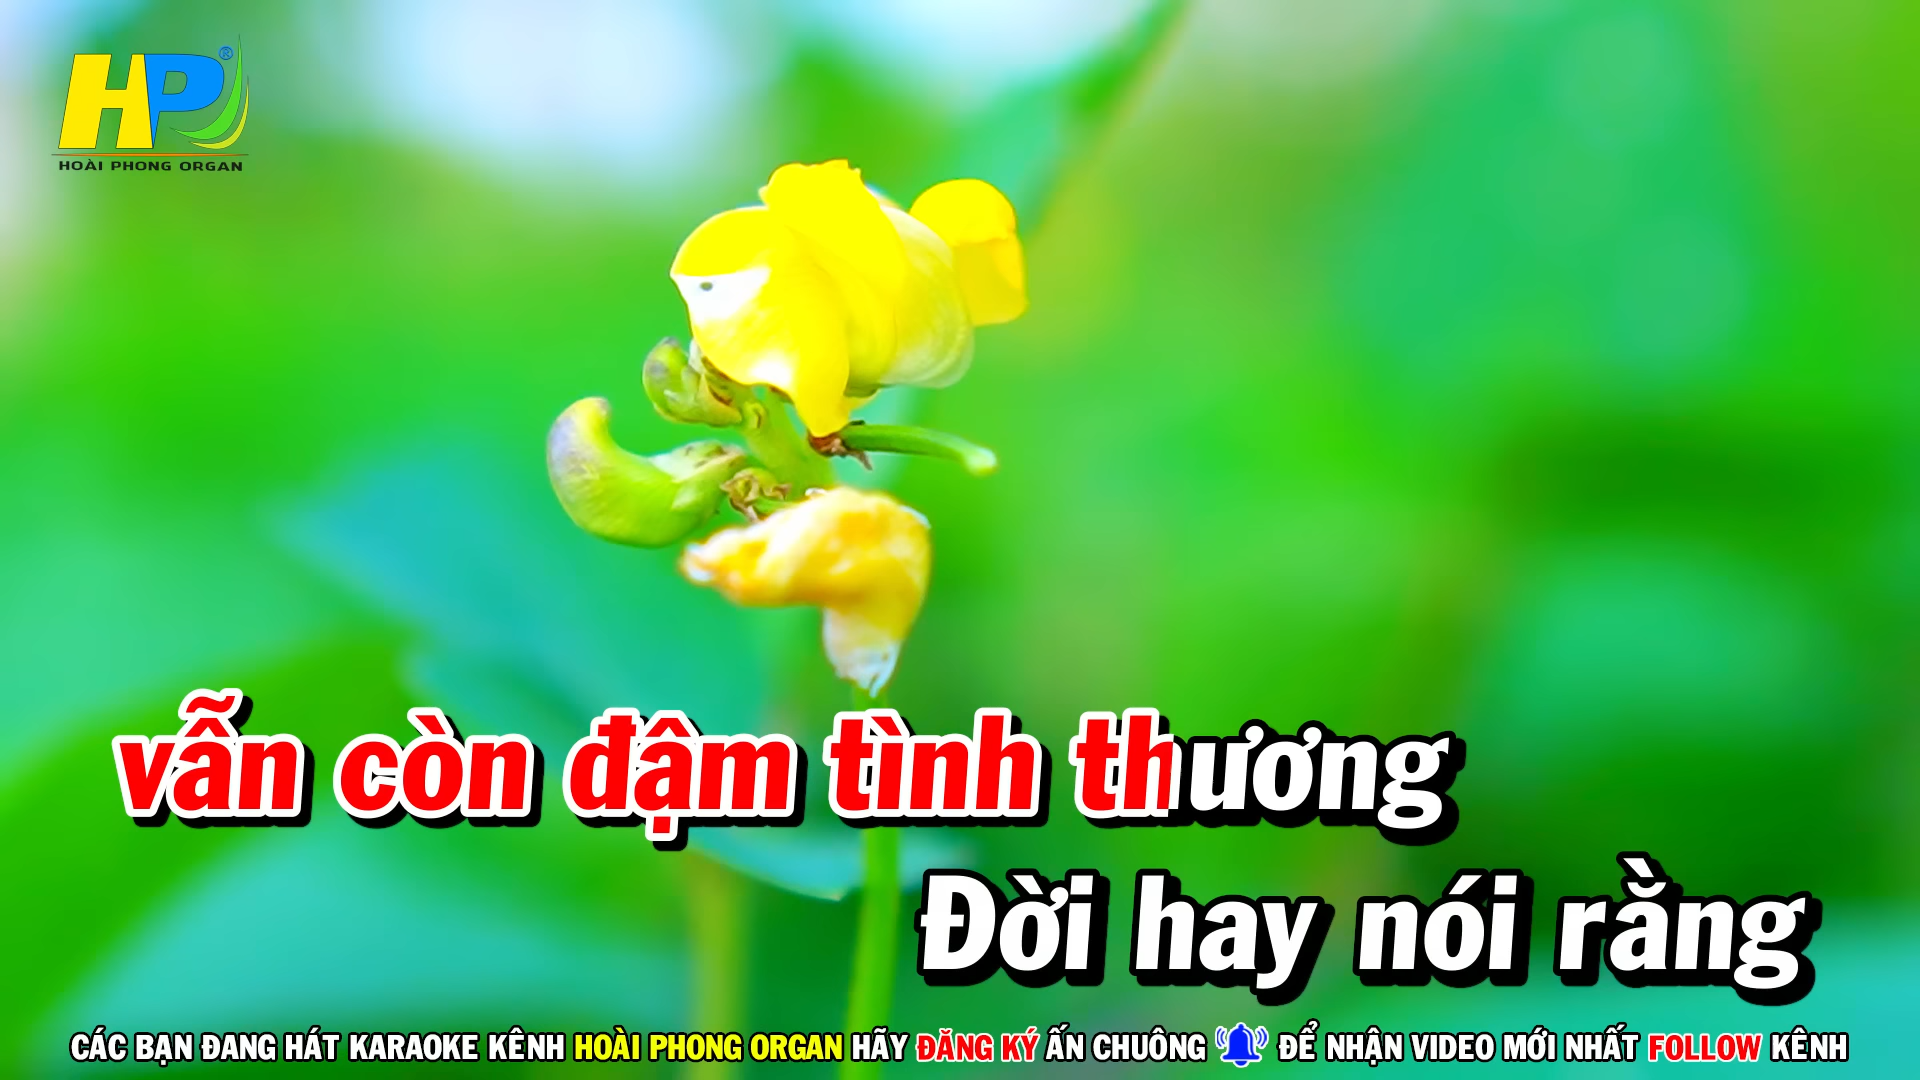 HP®
HOÀI PHONG ORGAN
vẫn còn đậm tình thương
Đời hay nói rằng
CÁC BẠN ĐANG HÁT KARAOKE KÊNH HOÀI PHONG ORGAN HÃY ĐĂNG KÝ ẤN CHUÔNG ĐỂ NHẬN VIDEO MỚI NHẤT FOLLOW KÊNH